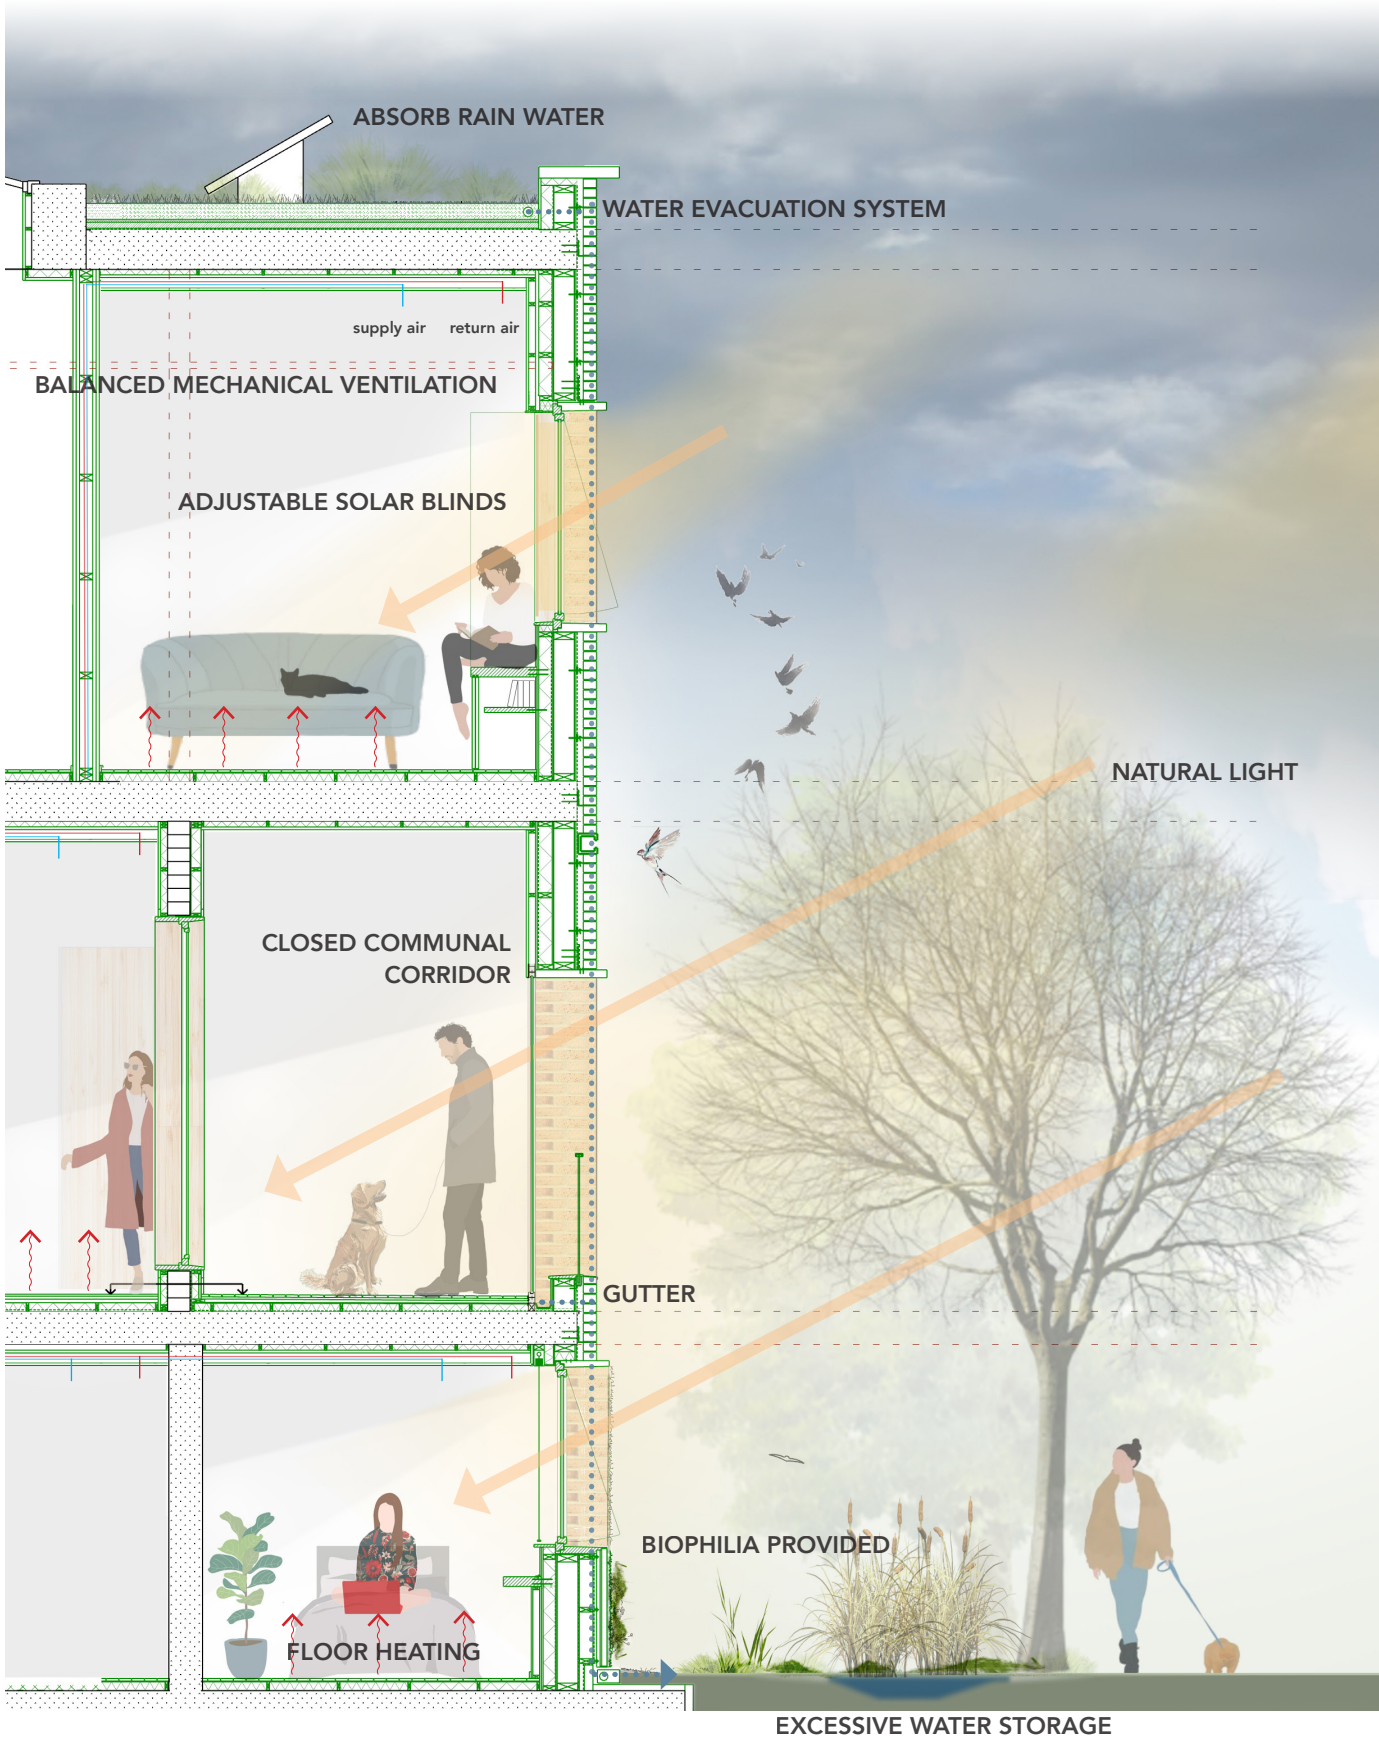 ABSORB RAIN WATER
WATER EVACUATION SYSTEM
supply air
return air
BALANCED MECHANICAL VENTILATION
ADJUSTABLE SOLAR BLINDS
NATURAL LIGHT
CLOSED COMMUNAL
CORRIDOR
GUTTER
BIOPHILIA PROVIDED
FLOOR HEATING
EXCESSIVE WATER STORAGE